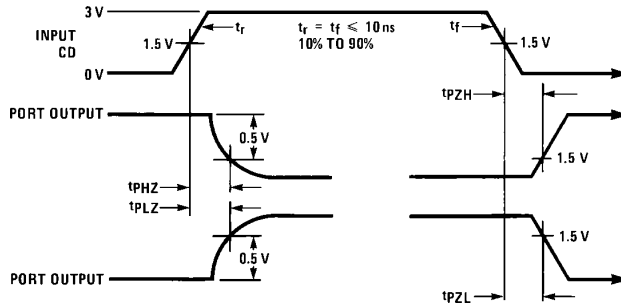 3 V
INPUT CD
1.5 V
0 V
tr
tr = tf ≤ 10 ns
10% TO 90%
tf
1.5 V
PORT OUTPUT
0.5 V
tPZH
1.5 V
tPHZ
tPLZ
0.5 V
1.5 V
PORT OUTPUT
tPZL